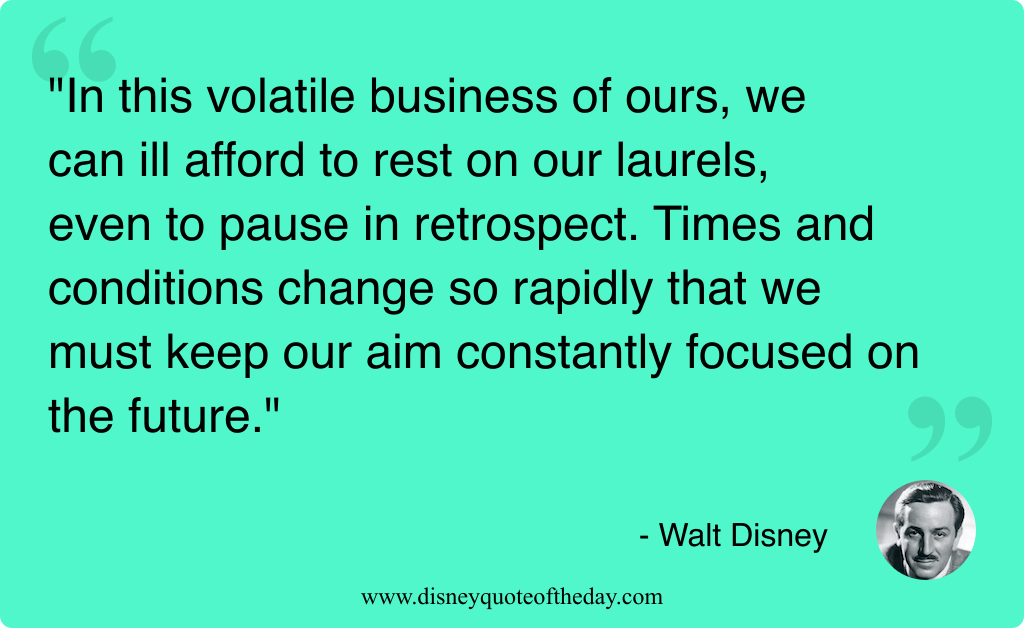 "In this volatile business of ours, we
can ill afford to rest on our laurels,
even to pause in retrospect. Times and
conditions change so rapidly that we
must keep our aim constantly focused on
the future."
- Walt Disney
www.disneyquoteoftheday.com